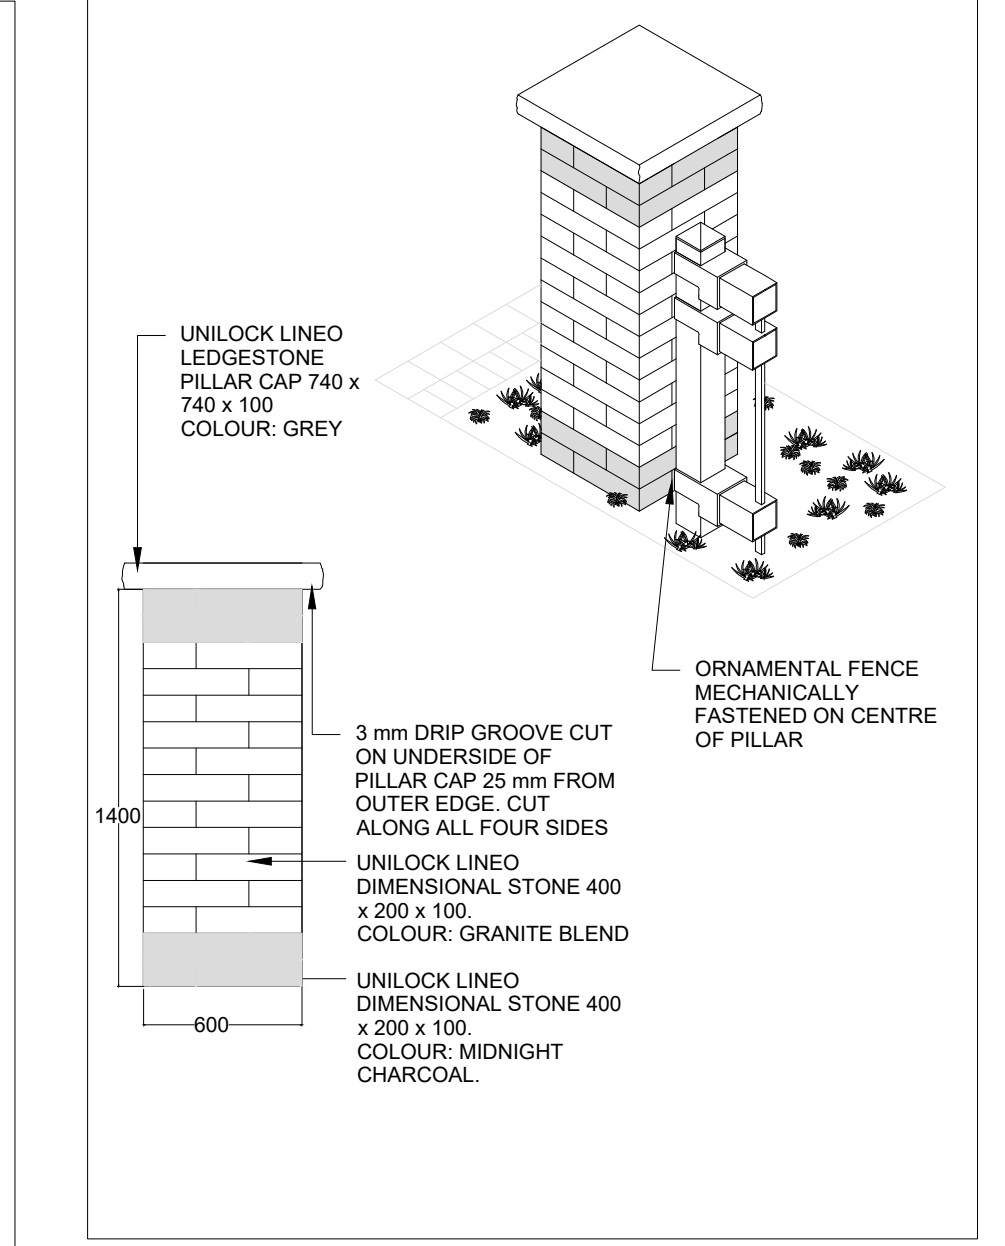 UNILOCK LINEO
LEDGESTONE
PILLAR CAP 740 x
740 x 100
COLOUR: GREY
ORNAMENTAL FENCE
MECHANICALLY
FASTENED ON CENTRE
OF PILLAR
3 mm DRIP GROOVE CUT
ON UNDERSIDE OF
PILLAR CAP 25 mm FROM
OUTER EDGE. CUT
ALONG ALL FOUR SIDES
1400
UNILOCK LINEO
DIMENSIONAL STONE 400
x 200 x 100.
COLOUR: GRANITE BLEND
UNILOCK LINEO
DIMENSIONAL STONE 400
x 200 x 100.
COLOUR: MIDNIGHT
CHARCOAL.
600